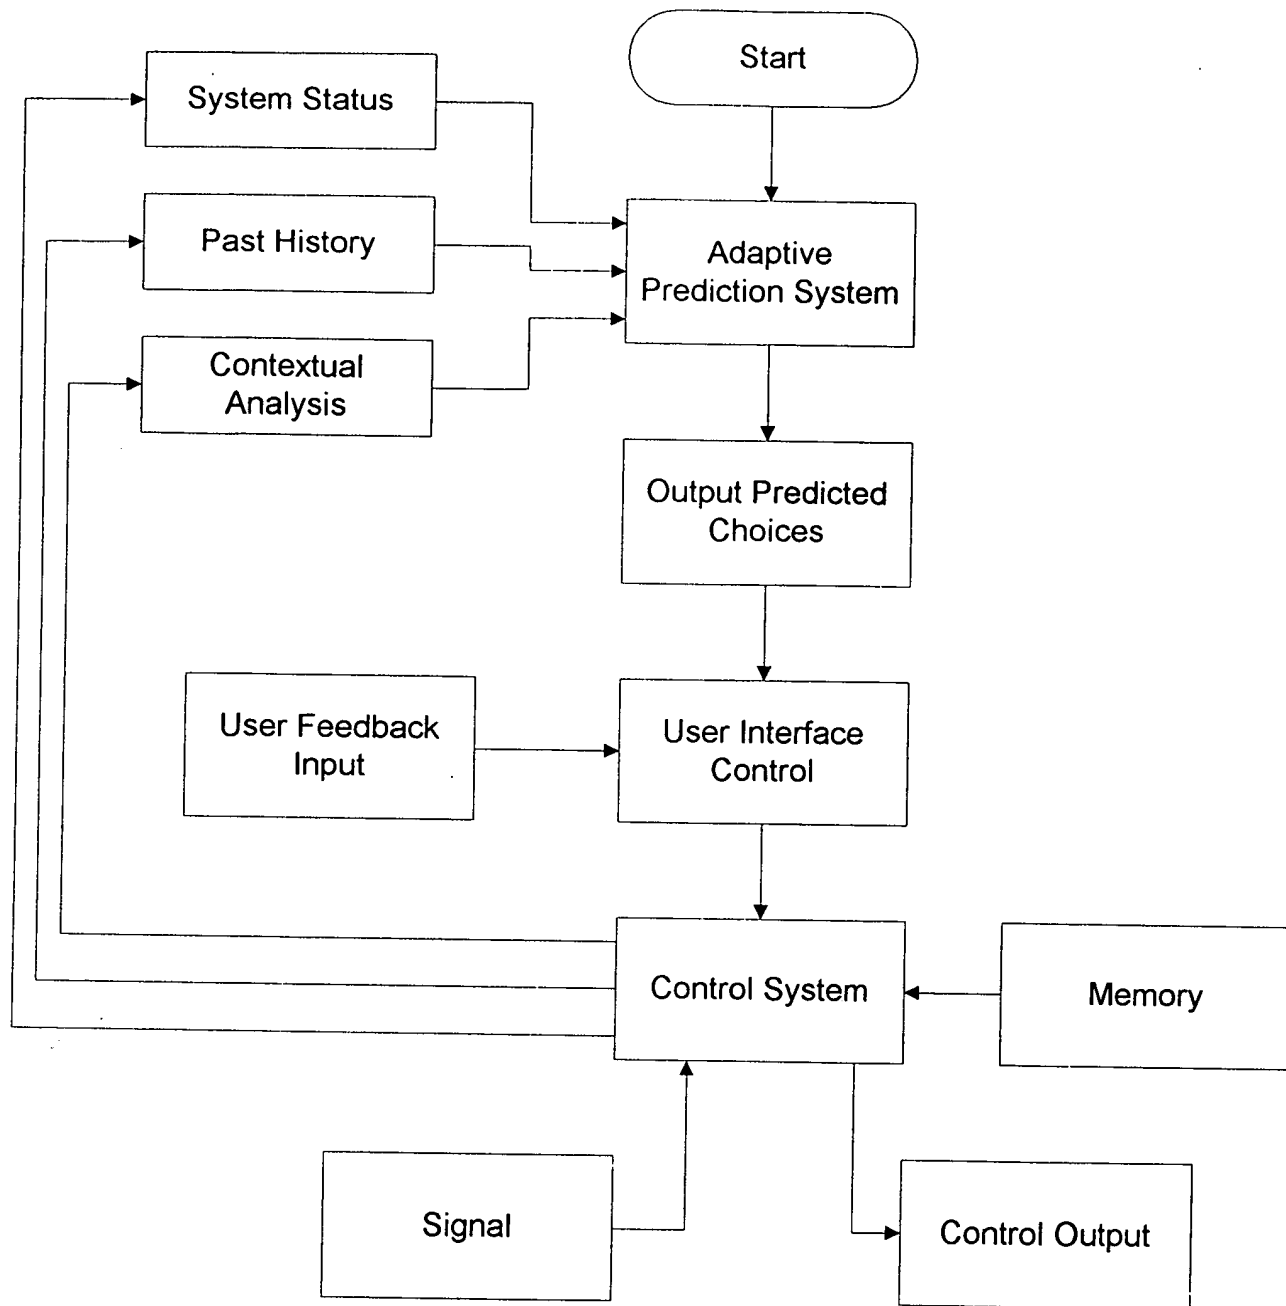 Start
System Status
Past History
Adaptive
Prediction System
Contextual
Analysis
Output Predicted
Choices
User Feedback
Input
User Interface
Control
Control System
Memory
Signal
Control Output